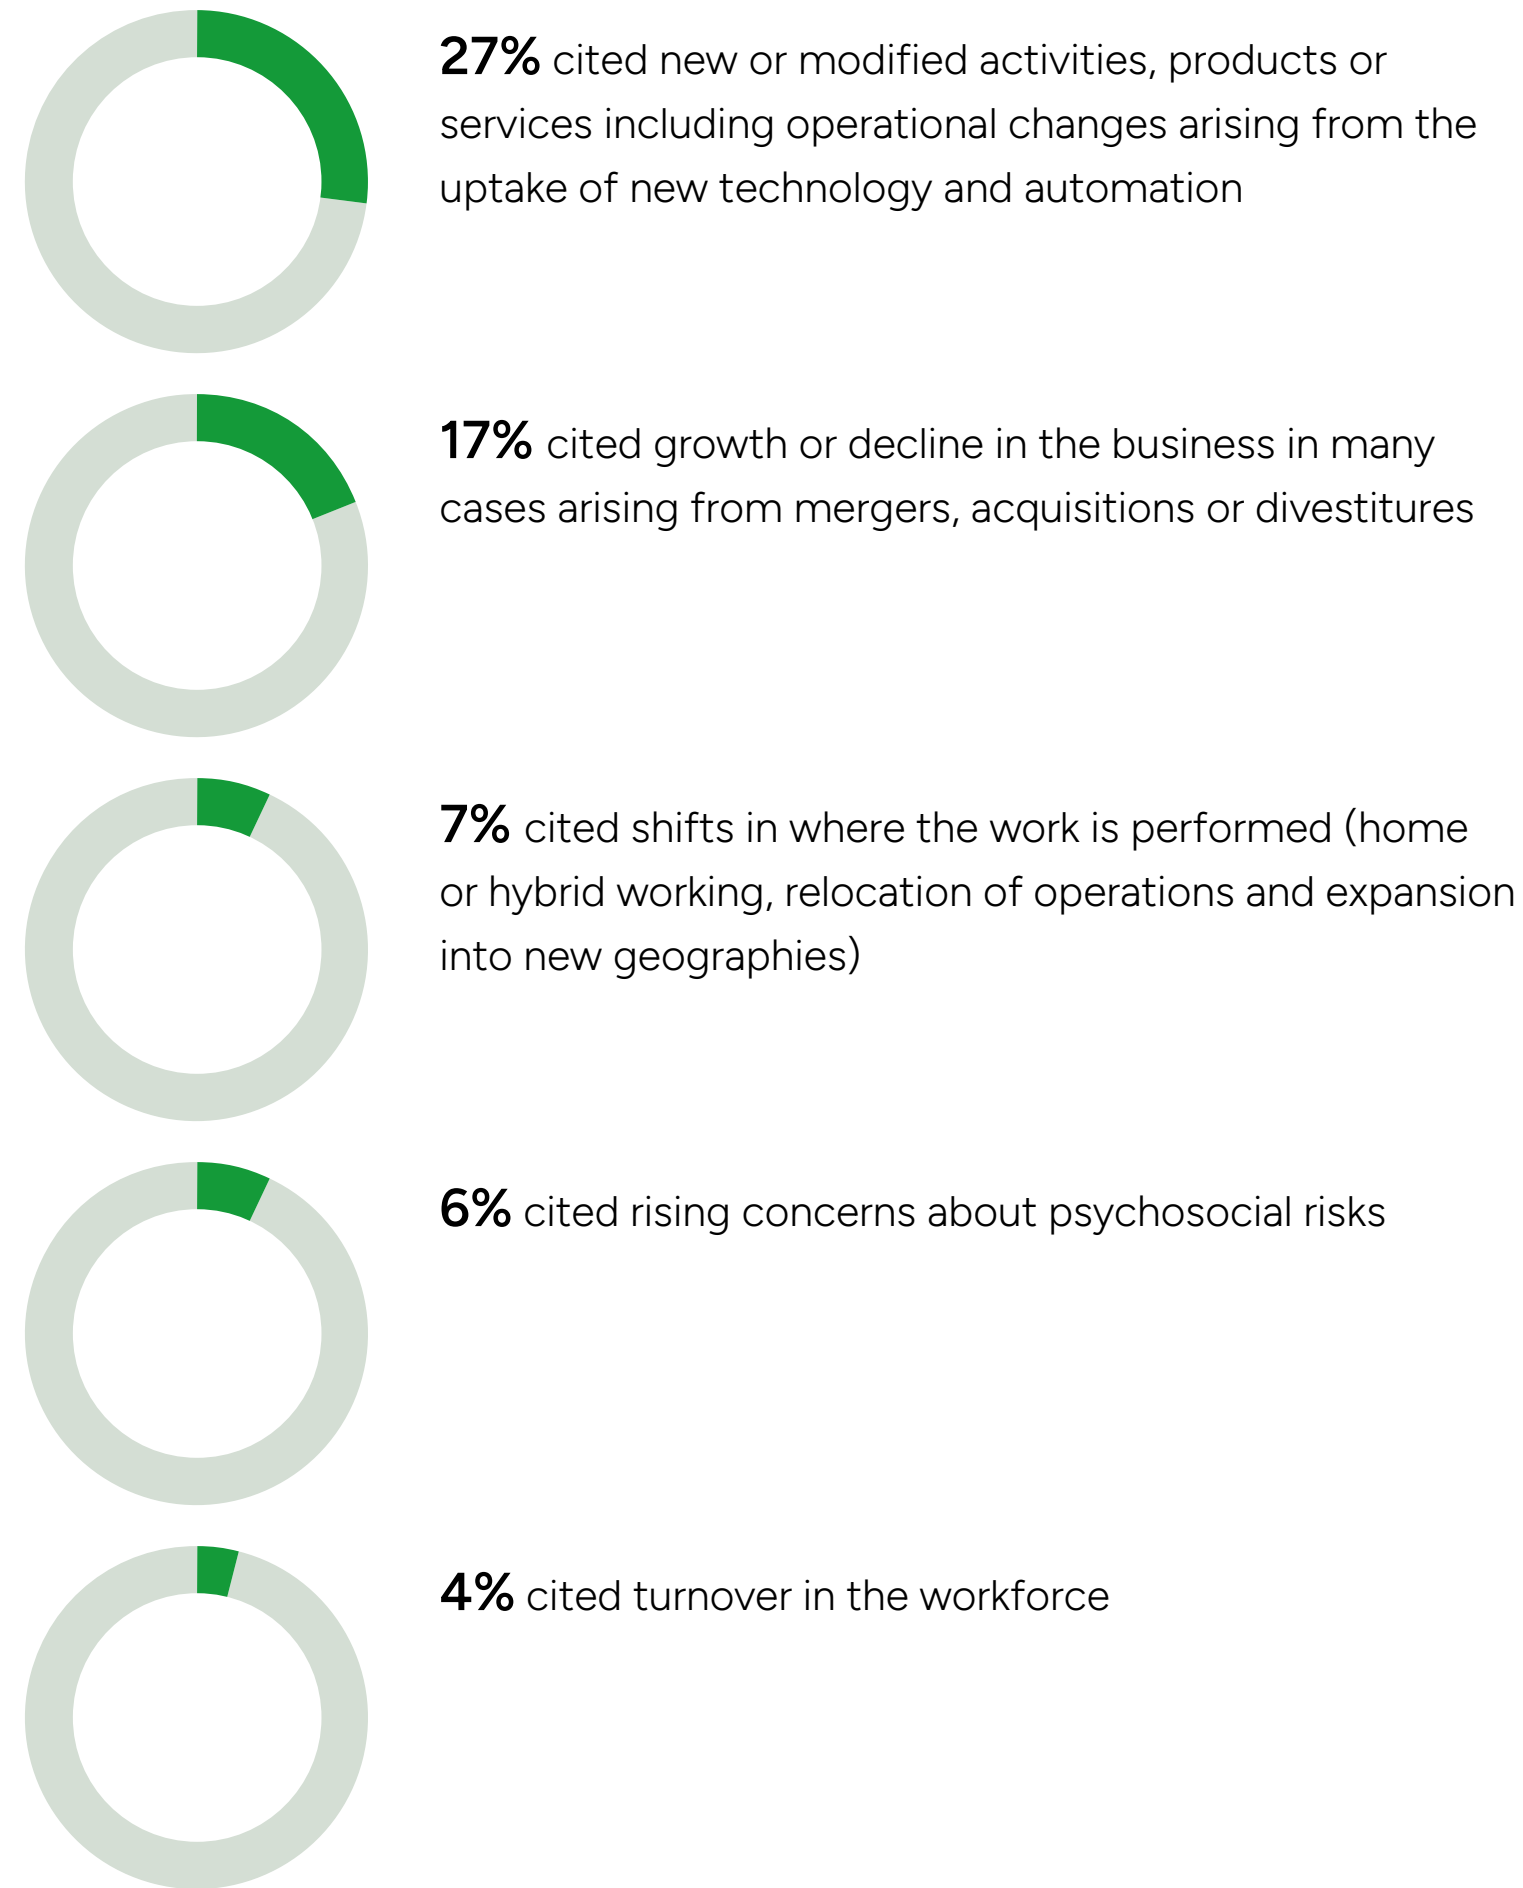 27% cited new or modified activities, products or
services including operational changes arising from the
uptake of new technology and automation
17% cited growth or decline in the business in many
cases arising from mergers, acquisitions or divestitures
7% cited shifts in where the work is performed (home
or hybrid working, relocation of operations and expansion
into new geographies)
6% cited rising concerns about psychosocial risks
4% cited turnover in the workforce